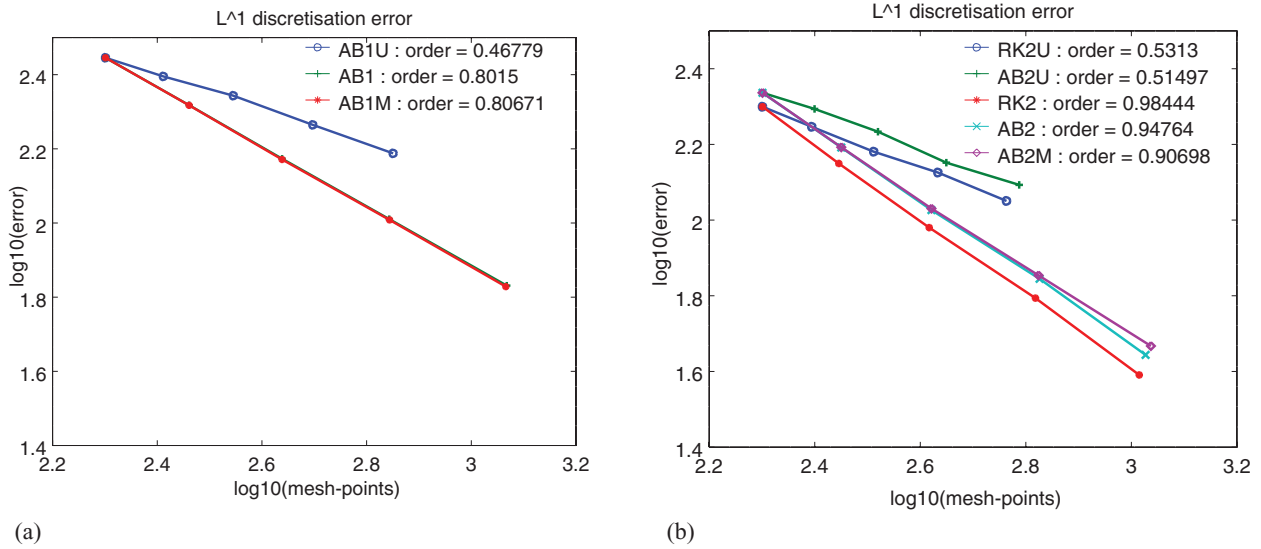 L^1 discretisation error
AB1U : order = 0.46779
AB1 : order = 0.8015
AB1M : order = 0.80671
log10(error)
2.4
2.2
2
1.8
1.6
1.4
2.2
2.4
2.6
2.8
3
3.2
log10(mesh-points)
(a)
L^1 discretisation error
RK2U : order = 0.5313
AB2U : order = 0.51497
RK2 : order = 0.98444
AB2 : order = 0.94764
AB2M : order = 0.90698
log10(error)
2.4
2.2
2
1.8
1.6
1.4
2.2
2.4
2.6
2.8
3
3.2
log10(mesh-points)
(b)